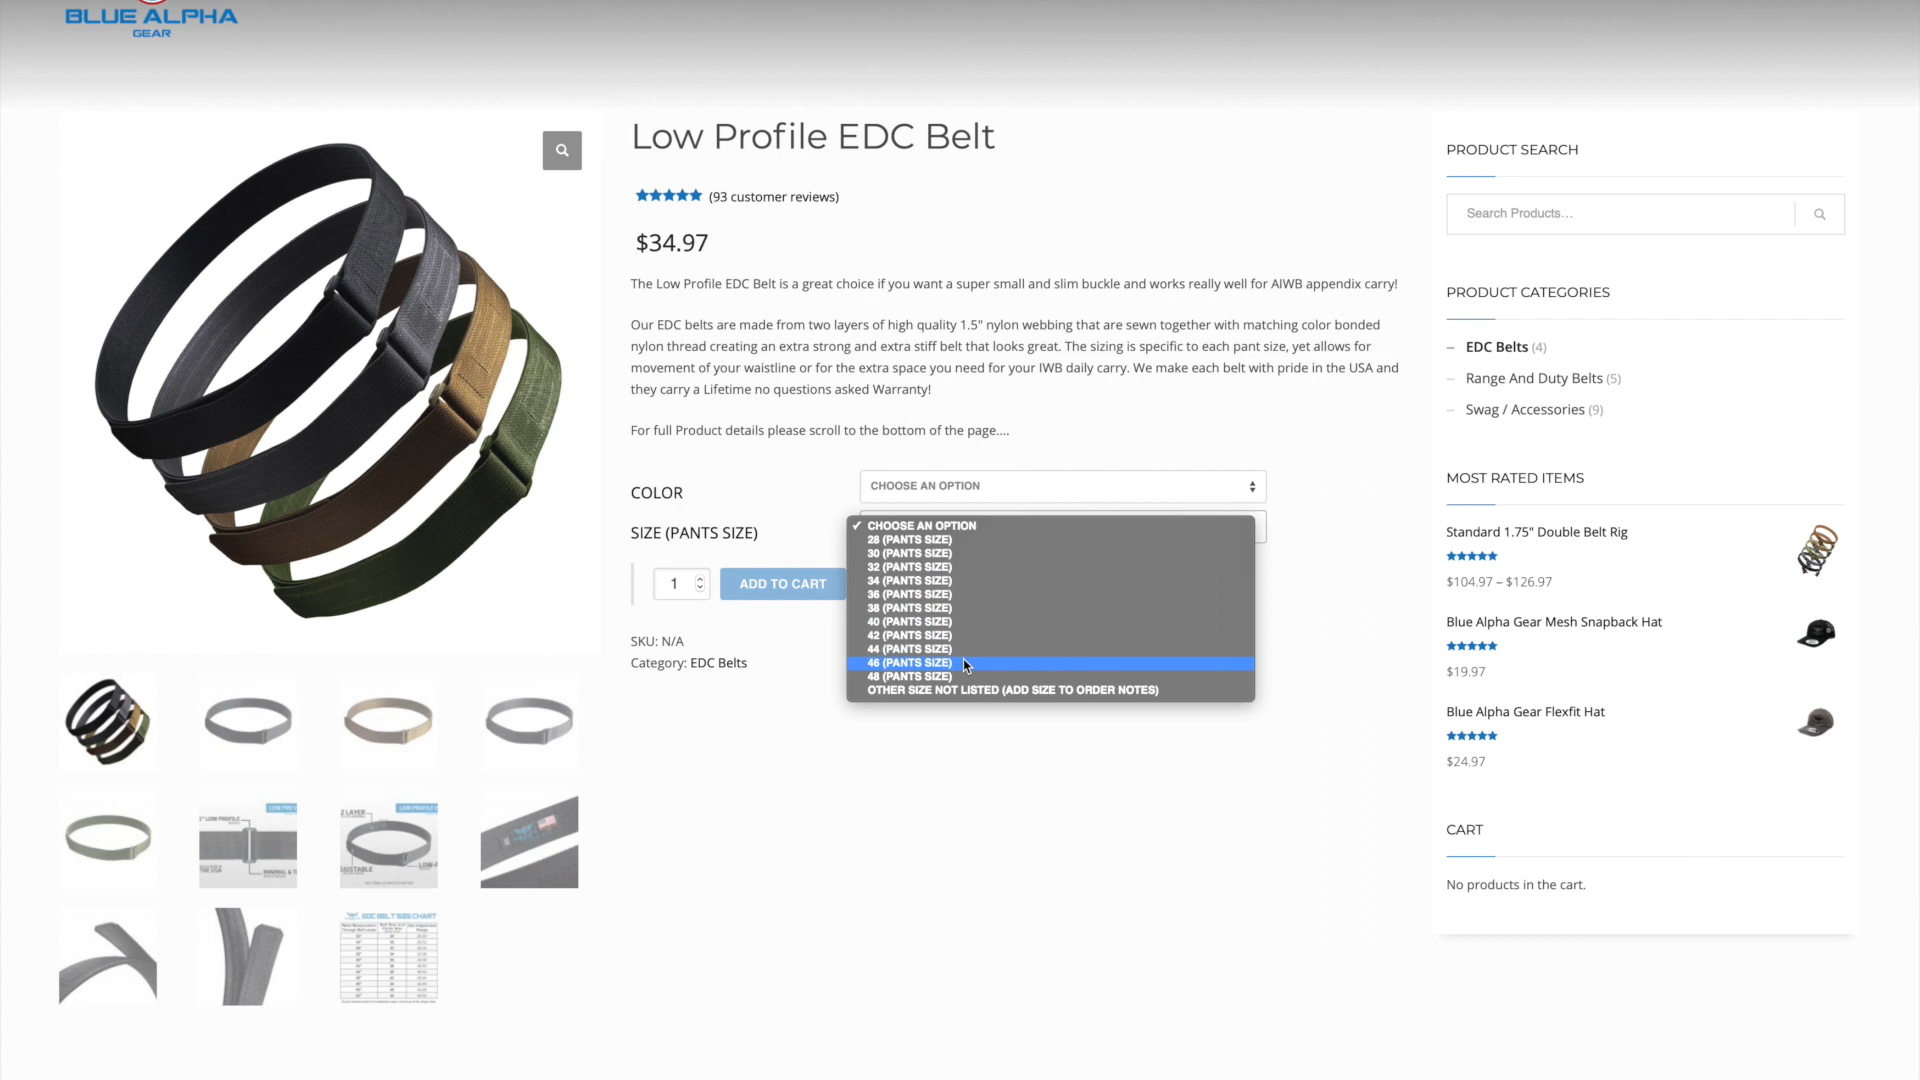 BLUE ALPHA
GEAR
Low Profile EDC Belt
(93 customer reviews)
$34.97
The Low Profile EDC Belt is a great choice if you want a super small and slim buckle and works really well for AIWB appendix carry!
Our EDC belts are made from two layers of high quality 1.5" nylon webbing that are sewn together with matching color bonded
nylon thread creating an extra strong and extra stiff belt that looks great. The sizing is specific to each pant size, yet allows for
movement of your waistline or for the extra space you need for your IWB daily carry. We make each belt with pride in the USA and
they carry a Lifetime no questions asked Warranty!
For full Product details please scroll to the bottom of the page....
COLOR
CHOOSE AN OPTION
SIZE (PANTS SIZE)
✓ CHOOSE AN OPTION
28 (PANTS SIZE)
30 (PANTS SIZE)
32 (PANTS SIZE)
34 (PANTS SIZE)
36 (PANTS SIZE)
38 (PANTS SIZE)
40 (PANTS SIZE)
42 (PANTS SIZE)
44 (PANTS SIZE)
46 (PANTS SIZE)
48 (PANTS SIZE)
OTHER SIZE NOT LISTED (ADD SIZE TO ORDER NOTES)
1
ADD TO CART
SKU: N/A
Category: EDC Belts
EDC BELT SIZE CHART
PRODUCT SEARCH
Search Products...
PRODUCT CATEGORIES
– EDC Belts (4)
– Range And Duty Belts (5)
– Swag / Accessories (9)
MOST RATED ITEMS
Standard 1.75" Double Belt Rig
$104.97 – $126.97
Blue Alpha Gear Mesh Snapback Hat
$19.97
Blue Alpha Gear Flexfit Hat
$24.97
CART
No products in the cart.